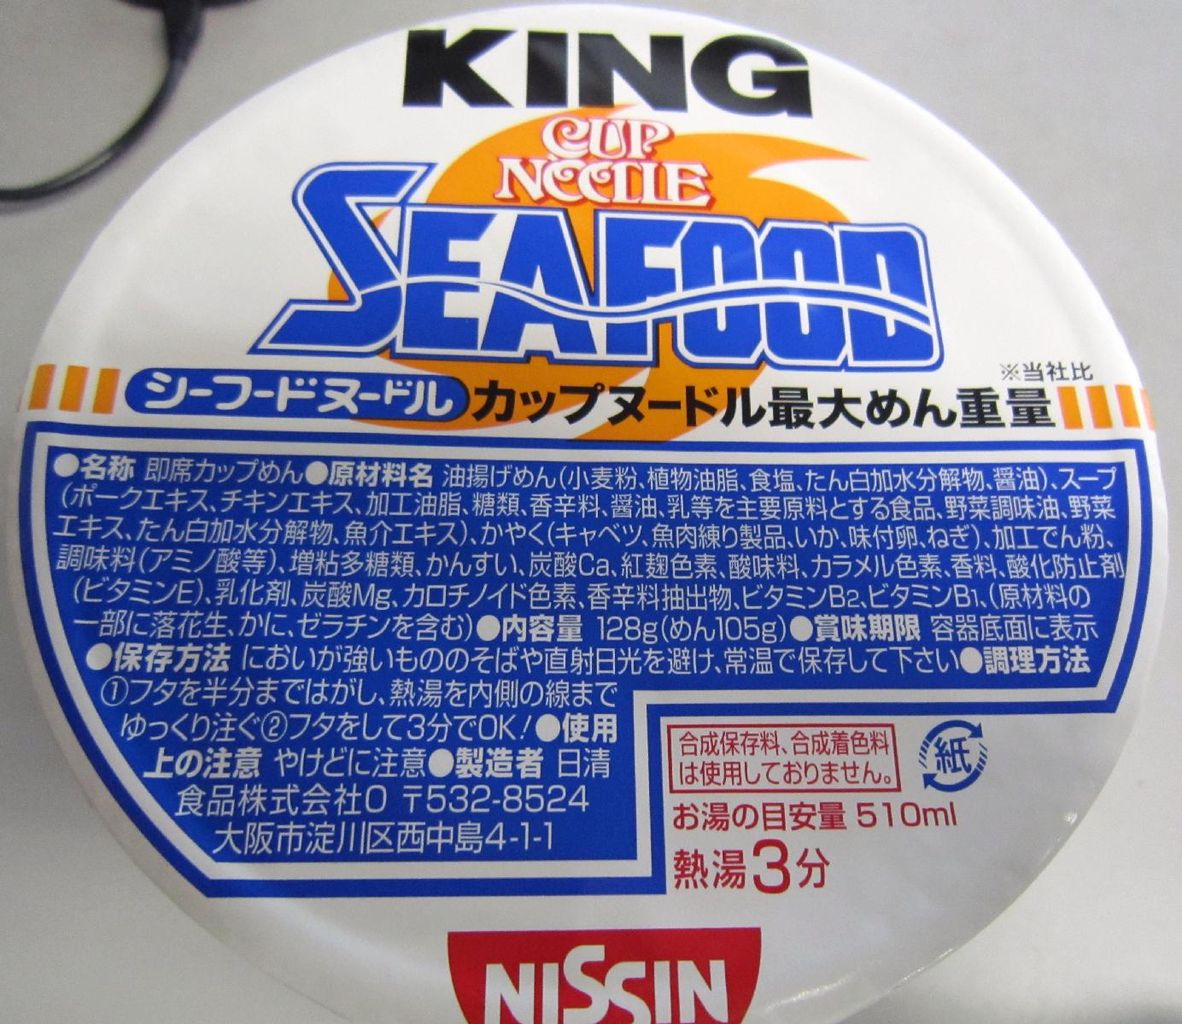 KING
CUP
NOODLE
SEAFOOD
※当社比
シーフードヌードル カップヌードル最大めん重量
●名称 即席カップめん●原材料名 油揚げめん(小麦粉、植物油脂、食塩、たん白加水分解物、醤油)、スープ
(ポークエキス、チキンエキス、加工油脂、糖類、香辛料、醤油、乳等を主要原料とする食品、野菜調味油、野菜
エキス、たん白加水分解物、魚介エキス)、かやく(キャベツ、魚肉練り製品、いか、味付卵、ねぎ)、加工でん粉、
調味料(アミノ酸等)、増粘多糖類、かんすい、炭酸Ca、紅麹色素、酸味料、カラメル色素、香料、酸化防止剤
(ビタミンE)、乳化剤、炭酸Mg、カロチノイド色素、香辛料抽出物、ビタミンB2、ビタミンB1、(原材料の
一部に落花生、かに、ゼラチンを含む)●内容量 128g(めん105g)●賞味期限 容器底面に表示
●保存方法 においが強いもののそばや直射日光を避け、常温で保存して下さい●調理方法
①フタを半分まではがし、熱湯を内側の線まで
ゆっくり注ぐ②フタをして3分でOK!●使用
上の注意 やけどに注意●製造者 日清
食品株式会社O 〒532-8524
大阪市淀川区西中島4-1-1
合成保存料、合成着色料
は使用しておりません。
紙
お湯の目安量 510ml
熱湯3分
NISSIN